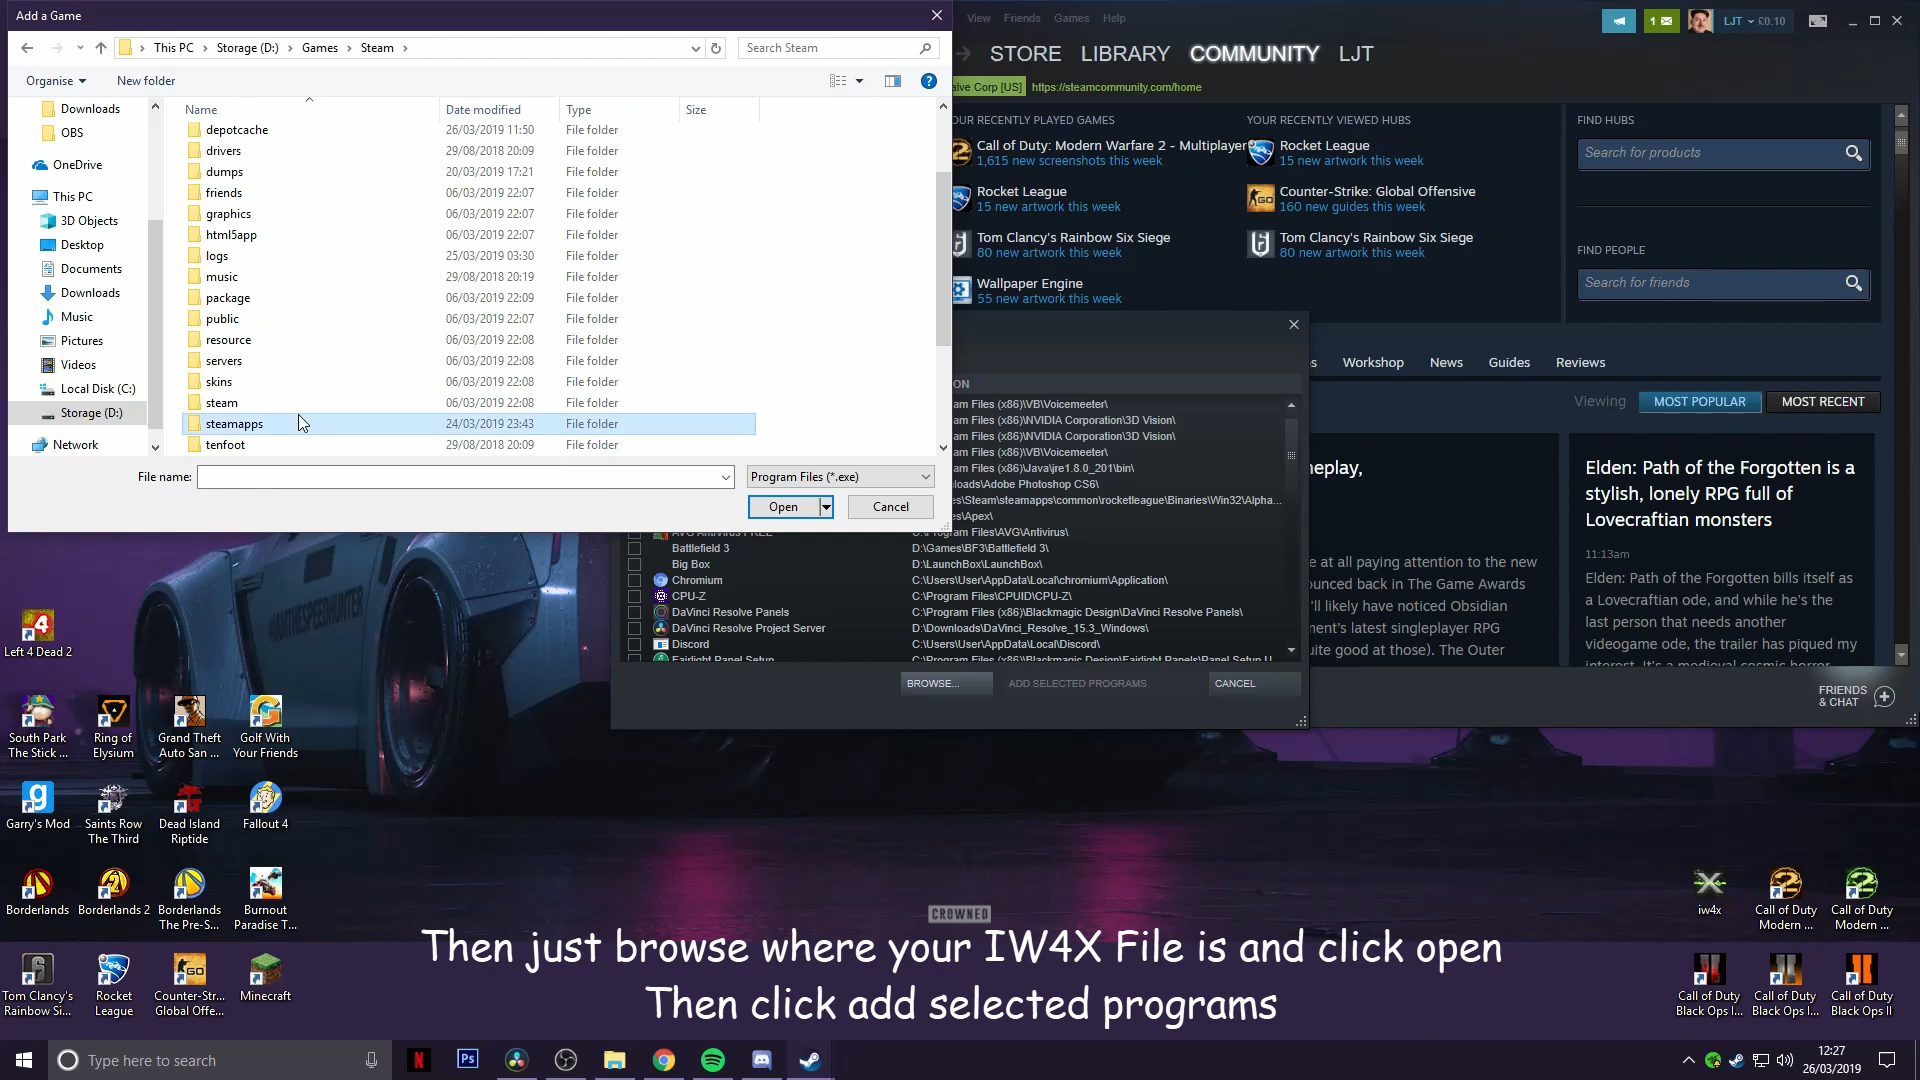 Add a Game
This PC
Storage (D:)
Games
Steam
Search Steam
Organise
New folder
Downloads
OBS
OneDrive
This PC
3D Objects
Desktop
Documents
Downloads
Music
Pictures
Videos
Local Disk (C:)
Storage (D:)
Network
Name Date modified Type Size
depotcache 26/03/2019 11:50 File folder
drivers 29/08/2018 20:09 File folder
dumps 20/03/2019 17:21 File folder
friends 06/03/2019 22:07 File folder
graphics 06/03/2019 22:07 File folder
html5app 06/03/2019 22:07 File folder
logs 25/03/2019 03:30 File folder
music 29/08/2018 20:19 File folder
package 06/03/2019 22:09 File folder
public 06/03/2019 22:07 File folder
resource 06/03/2019 22:08 File folder
servers 06/03/2019 22:08 File folder
skins 06/03/2019 22:08 File folder
steam 06/03/2019 22:08 File folder
steamapps 24/03/2019 23:43 File folder
tenfoot 29/08/2018 20:09 File folder
File name:
Program Files (*.exe)
Open
Cancel
View Friends Games Help
1
LJT £0.10
STORE LIBRARY COMMUNITY LJT
alve Corp [US] https://steamcommunity.com/home
OUR RECENTLY PLAYED GAMES
Call of Duty: Modern Warfare 2 - Multiplayer
1,615 new screenshots this week
Rocket League
15 new artwork this week
Tom Clancy's Rainbow Six Siege
80 new artwork this week
Wallpaper Engine
55 new artwork this week
YOUR RECENTLY VIEWED HUBS
Rocket League
15 new artwork this week
Counter-Strike: Global Offensive
160 new guides this week
Tom Clancy's Rainbow Six Siege
80 new artwork this week
FIND HUBS
Search for products
FIND PEOPLE
Search for friends
s Workshop News Guides Reviews
Viewing MOST POPULAR MOST RECENT
eplay,
e at all paying attention to the new
ounced back in The Game Awards
'll likely have noticed Obsidian
nent's latest singleplayer RPG
uite good at those). The Outer
Elden: Path of the Forgotten is a
stylish, lonely RPG full of
Lovecraftian monsters
11:13am
Elden: Path of the Forgotten bills itself as
a Lovecraftian ode, and while he's the
last person that needs another
videogame ode, the trailer has piqued my
interest. It's a medieval cosmic horror
FRIENDS
& CHAT
ON
am Files (x86)\VB\Voicemeeter\
am Files (x86)\NVIDIA Corporation\3D Vision\
am Files (x86)\NVIDIA Corporation\3D Vision\
am Files (x86)\VB\Voicemeeter\
am Files (x86)\Java\jre1.8.0_201\bin\
nloads\Adobe Photoshop CS6\
es\Steam\steamapps\common\rocketleague\Binaries\Win32\Alpha...
es\Apex\
AVG AntiVirus FREE C:\Program Files\AVG\Antivirus\
Battlefield 3 D:\Games\BF3\Battlefield 3\
Big Box D:\LaunchBox\LaunchBox\
Chromium C:\Users\User\AppData\Local\chromium\Application\
CPU-Z C:\Program Files\CPUID\CPU-Z\
DaVinci Resolve Panels C:\Program Files (x86)\Blackmagic Design\DaVinci Resolve Panels\
DaVinci Resolve Project Server D:\Downloads\DaVinci_Resolve_15.3_Windows\
Discord C:\Users\User\AppData\Local\Discord\
Fairlight Panel Setup C:\Program Files (x86)\Blackmagic Design\Fairlight Panels\Panel Setup U
BROWSE... ADD SELECTED PROGRAMS CANCEL
#IAMTHESPEEDHUNTER
Left 4 Dead 2
South Park
The Stick ...
Ring of
Elysium
Grand Theft
Auto San ...
Golf With
Your Friends
Garry's Mod
Saints Row
The Third
Dead Island
Riptide
Fallout 4
Borderlands
Borderlands 2
Borderlands
The Pre-S...
Burnout
Paradise T...
Tom Clancy's
Rainbow Si...
Rocket
League
Counter-Str...
Global Offe...
Minecraft
iw4x
Call of Duty
Modern ...
Call of Duty
Modern ...
Call of Duty
Black Ops I...
Call of Duty
Black Ops I...
Call of Duty
Black Ops II
CROWNED
Then just browse where your IW4X File is and click open
Then click add selected programs
Type here to search
12:27
26/03/2019